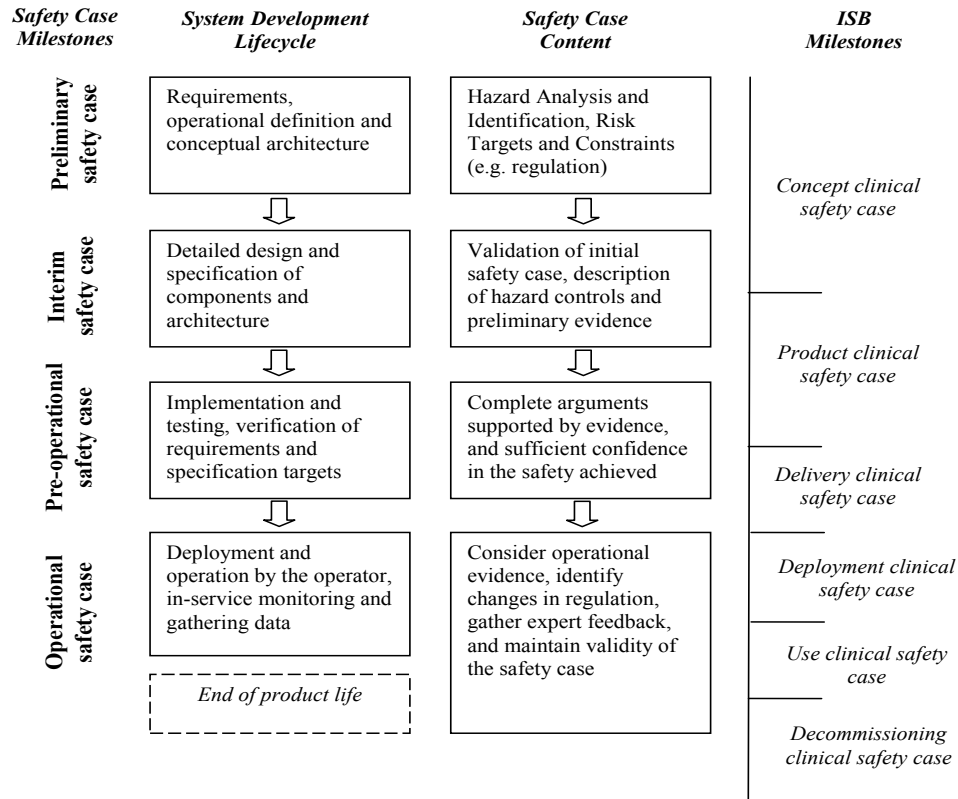 Safety Case
Milestones
System Development
Lifecycle
Safety Case
Content
ISB
Milestones
Preliminary
safety case
Requirements,
operational definition and
conceptual architecture
Hazard Analysis and
Identification, Risk
Targets and Constraints
(e.g. regulation)
Concept clinical
safety case
Interim
safety case
Detailed design and
specification of
components and
architecture
Validation of initial
safety case, description
of hazard controls and
preliminary evidence
Product clinical
safety case
Pre-operational
safety case
Implementation and
testing, verification of
requirements and
specification targets
Complete arguments
supported by evidence,
and sufficient confidence
in the safety achieved
Delivery clinical
safety case
Operational
safety case
Deployment and
operation by the operator,
in-service monitoring and
gathering data
Consider operational
evidence, identify
changes in regulation,
gather expert feedback,
and maintain validity of
the safety case
Deployment clinical
safety case
Use clinical safety
case
End of product life
Decommissioning
clinical safety case